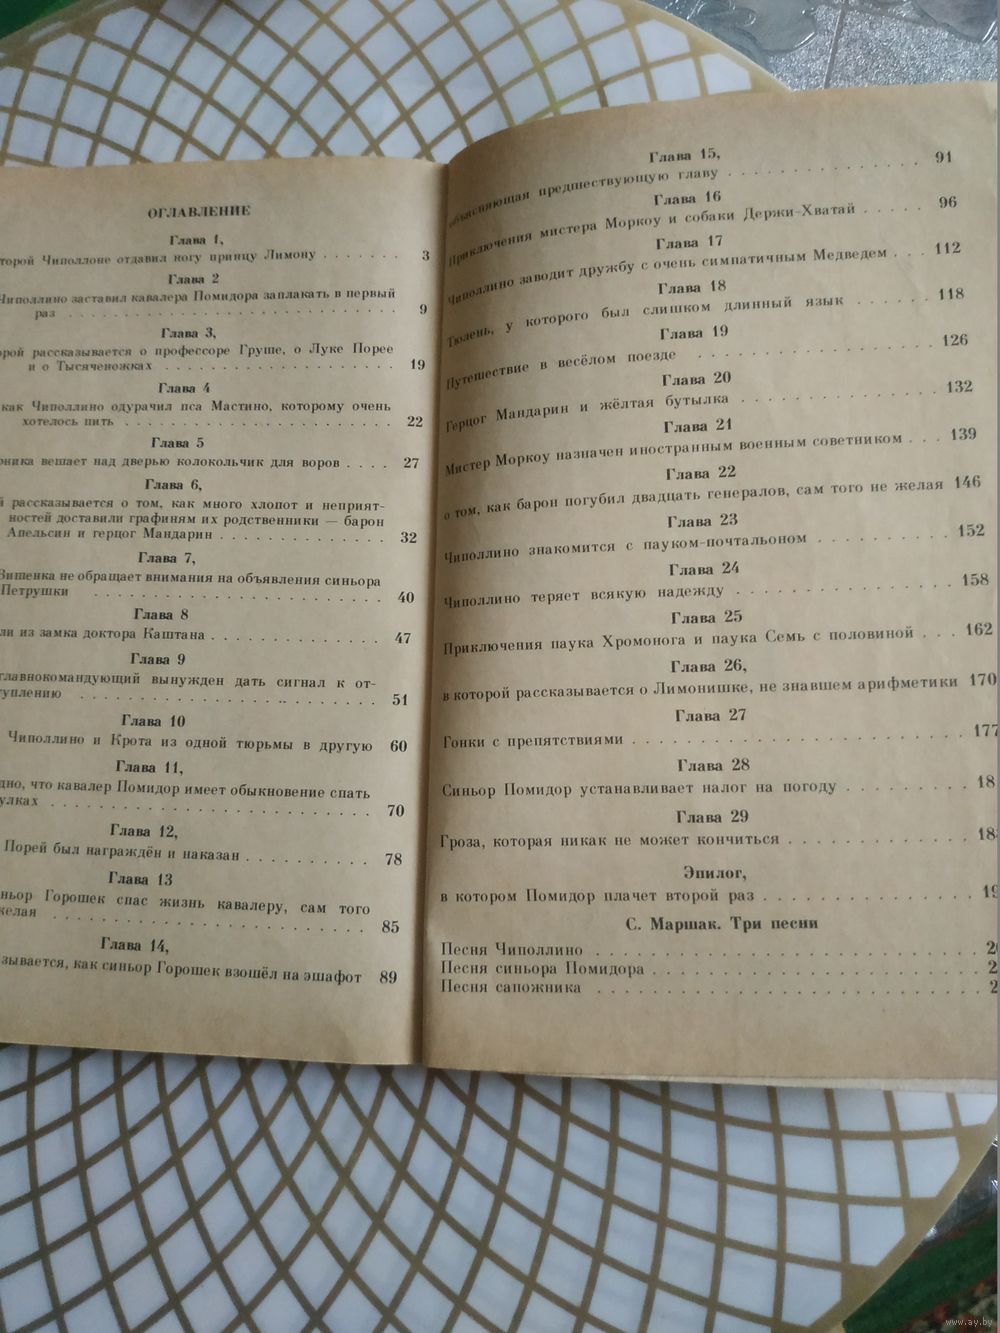 ОГЛАВЛЕНИЕ
Глава 1,
Чиполлоне отдавил ногу принцу Лимону . . . . . . . 3
Глава 2
Чиполлино заставил кавалера Помидора заплакать в первый
раз . . . . . . . . . . . . . . . . . . . . . . . . . . . 9
Глава 3,
рассказывается о профессоре Груше, о Луке Порее
и о Тысяченожках . . . . . . . . . . . . . . . . . . . 19
Глава 4
как Чиполлино одурачил пса Мастино, которому очень
хотелось пить . . . . . . . . . . . . . . . . . . . . . . 22
Глава 5
вешает над дверью колокольчик для воров . . . . 27
Глава 6,
рассказывается о том, как много хлопот и неприят-
ностей доставили графиням их родственники — барон
Апельсин и герцог Мандарин . . . . . . . . . . . . . . 32
Глава 7,
Вишенка не обращает внимания на объявления синьора
Петрушки . . . . . . . . . . . . . . . . . . . . . . . . 40
Глава 8
из замка доктора Каштана . . . . . . . . . . . . . . 47
Глава 9
главнокомандующий вынужден дать сигнал к от-
ступлению . . . . . . . . . . . . . . . . . . . . . . . . 51
Глава 10
Чиполлино и Крота из одной тюрьмы в другую 60
Глава 11,
что кавалер Помидор имеет обыкновение спать
. . . . . . . . . . . . . . . . . . . . . . . . . 70
Глава 12,
Порей был награждён и наказан . . . . . . . . . . 78
Глава 13
Горошек спас жизнь кавалеру, сам того
. . . . . . . . . . . . . . . . . . . . . . . . 85
Глава 14,
как синьор Горошек взошёл на эшафот 89
Глава 15,
объясняющая предшествующую главу . . . . . . . . . . . . . 91
Глава 16
Приключения мистера Моркоу и собаки Держи-Хватай . . . . . 96
Глава 17
Чиполлино заводит дружбу с очень симпатичным Медведем . . . 112
Глава 18
Тюлень, у которого был слишком длинный язык . . . . . . 118
Глава 19
Путешествие в весёлом поезде . . . . . . . . . . . . . . . 126
Глава 20
Герцог Мандарин и жёлтая бутылка . . . . . . . . . . . . . 132
Глава 21
Мистер Моркоу назначен иностранным военным советником . . . 139
Глава 22
о том, как барон погубил двадцать генералов, сам того не желая 146
Глава 23
Чиполлино знакомится с пауком-почтальоном . . . . . . . . . 152
Глава 24
Чиполлино теряет всякую надежду . . . . . . . . . . . . . . 158
Глава 25
Приключения паука Хромонога и паука Семь с половиной . . . 162
Глава 26,
в которой рассказывается о Лимонишке, не знавшем арифметики 170
Глава 27
Гонки с препятствиями . . . . . . . . . . . . . . . . . . . . 177
Глава 28
Синьор Помидор устанавливает налог на погоду . . . . . . . . 18
Глава 29
Гроза, которая никак не может кончиться . . . . . . . . . . . 18
Эпилог,
в котором Помидор плачет второй раз . . . . . . . . . . . . . 19
С. Маршак. Три песни
Песня Чиполлино . . . . . . . . . . . . . . . . . . . . . . . 2
Песня синьора Помидора . . . . . . . . . . . . . . . . . . . . 2
Песня сапожника . . . . . . . . . . . . . . . . . . . . . . . 2
www.ay.by